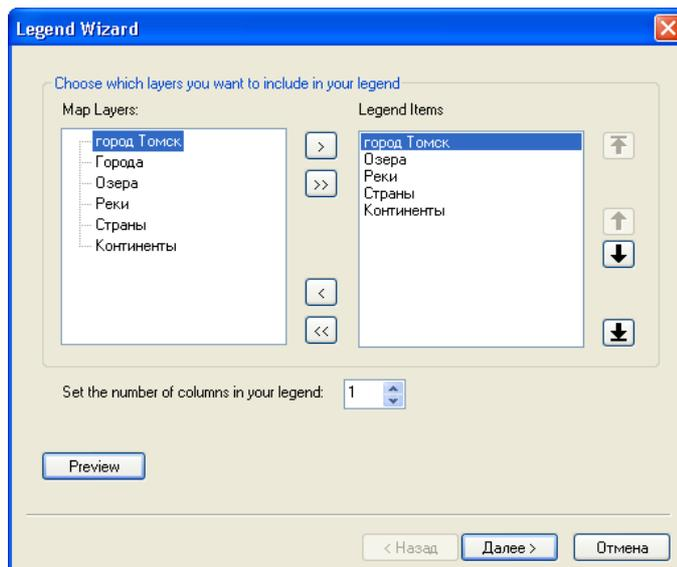 Legend Wizard
Choose which layers you want to include in your legend
Map Layers:
город Томск
Города
Озера
Реки
Страны
Континенты
>
>>
<
<<
Legend Items
город Томск
Озера
Реки
Страны
Континенты
Set the number of columns in your legend: 1
Preview
< Назад
Далее >
Отмена